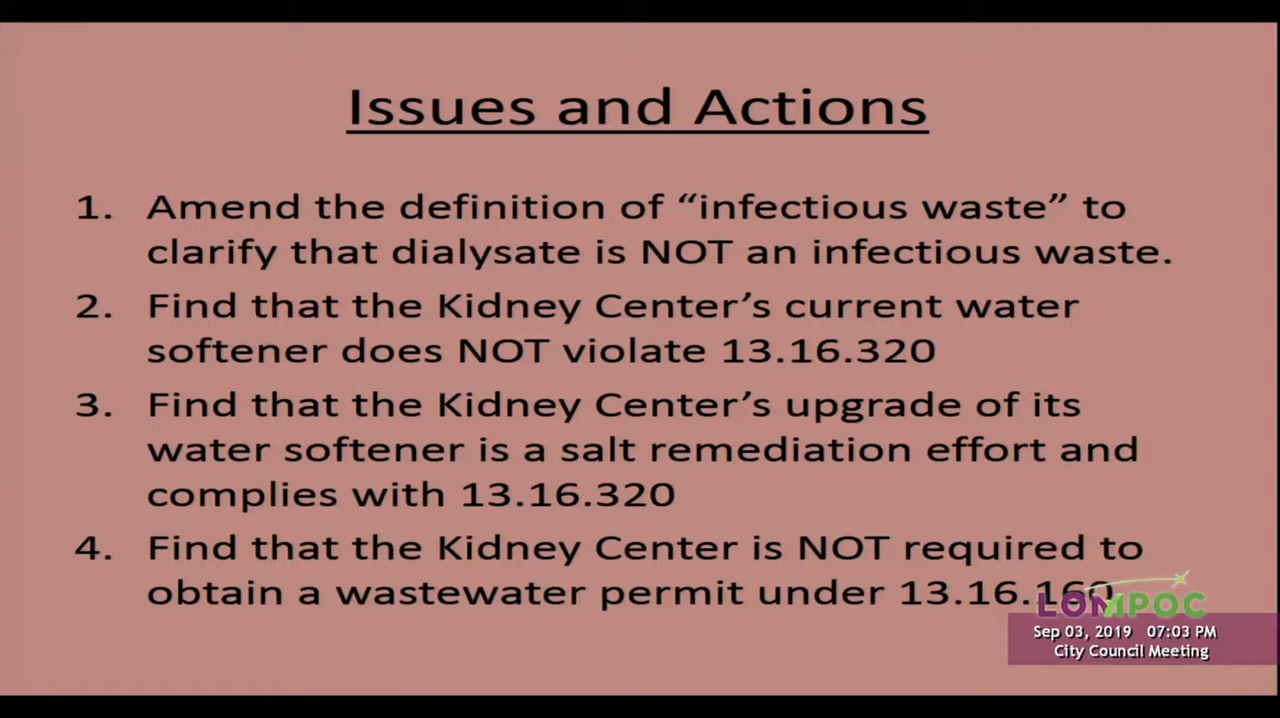 Issues and Actions
1. Amend the definition of “infectious waste” to
clarify that dialysate is NOT an infectious waste.
2. Find that the Kidney Center’s current water
softener does NOT violate 13.16.320
3. Find that the Kidney Center’s upgrade of its
water softener is a salt remediation effort and
complies with 13.16.320
4. Find that the Kidney Center is NOT required to
obtain a wastewater permit under 13.16.160
LOMPOC
Sep 03, 2019 07:03 PM
City Council Meeting